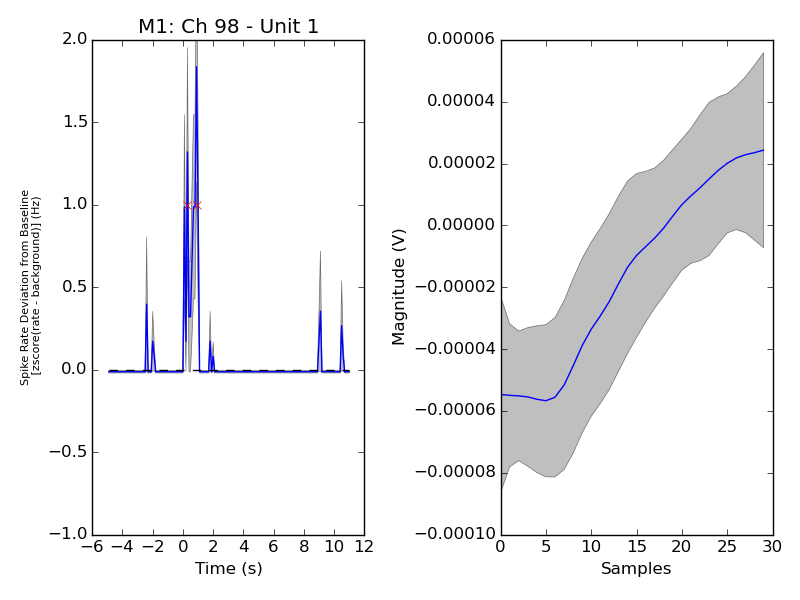 M1: Ch 98 - Unit 1
2.0
1.5
1.0
0.5
0.0
−0.5
−1.0
Spike Rate Deviation from Baseline
[zscore(rate - background)] (Hz)
−6 −4 −2 0 2 4 6 8 10 12
Time (s)
0.00006
0.00004
0.00002
0.00000
−0.00002
−0.00004
−0.00006
−0.00008
−0.00010
Magnitude (V)
0 5 10 15 20 25 30
Samples